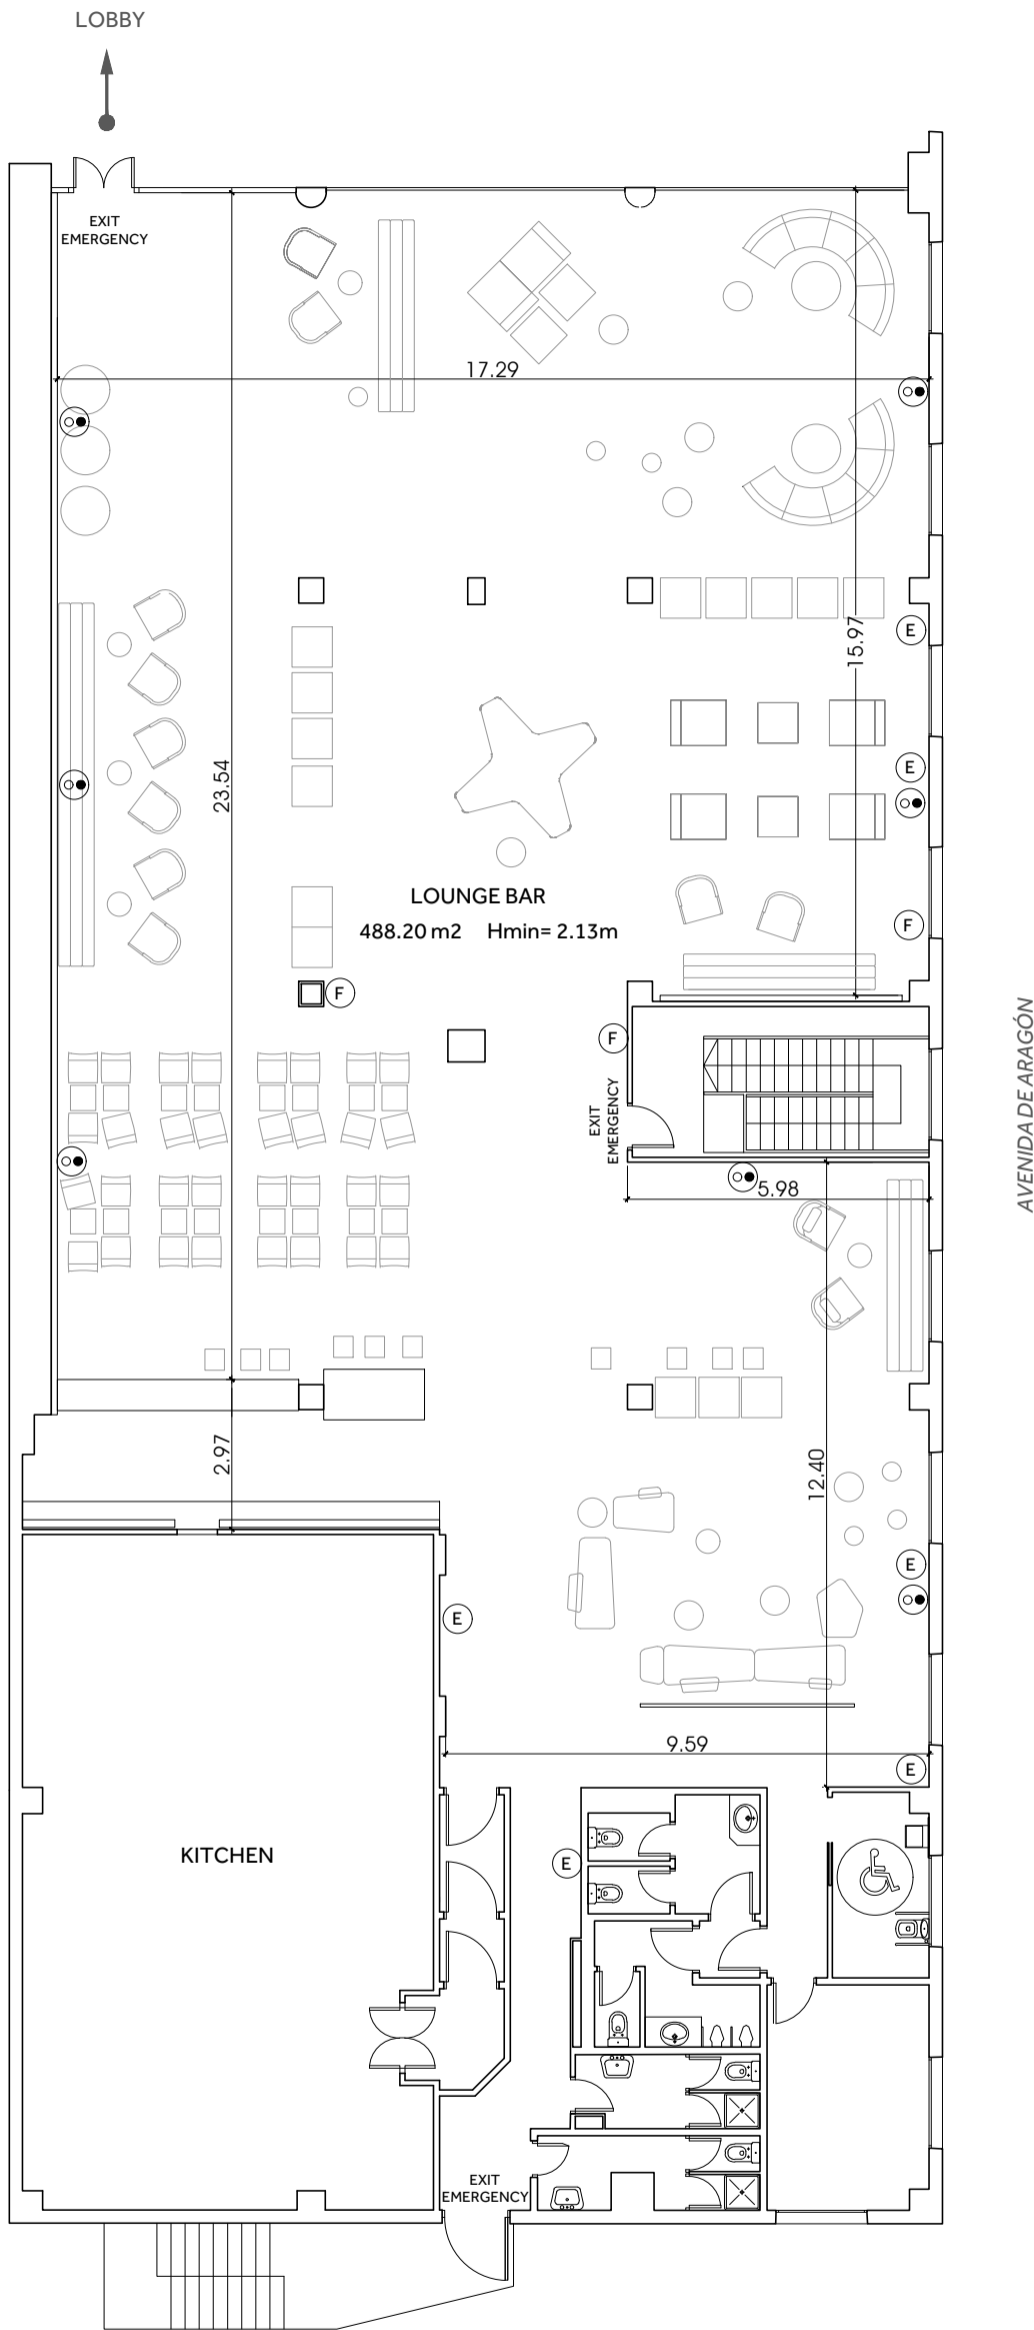 LOBBY
EXIT
EMERGENCY
17.29
E
15.97
E
23.54
LOUNGE BAR
488.20 m2 Hmin= 2.13m
F
F
F
EXIT
EMERGENCY
AVENIDA DE ARAGÓN
5.98
2.97
12.40
E
E
9.59
E
KITCHEN
E
EXIT
EMERGENCY